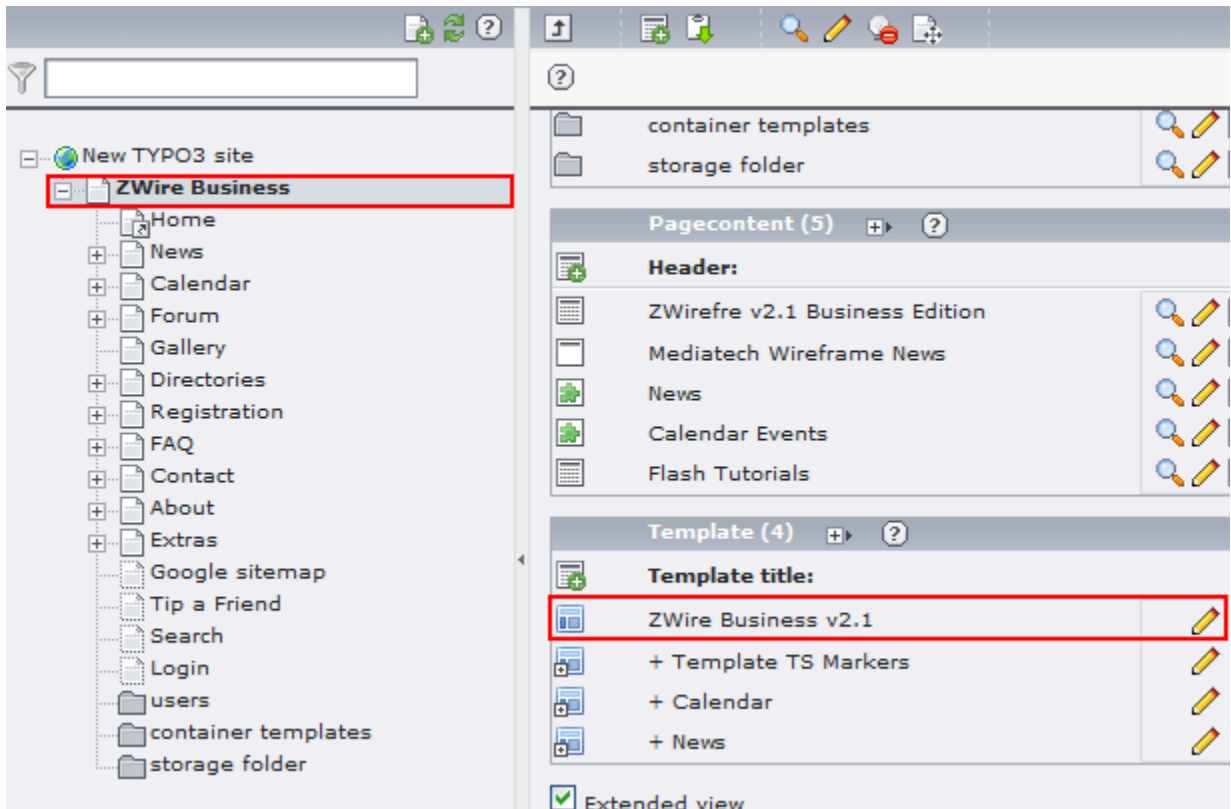 New TYPO3 site
ZWire Business
Home
News
Calendar
Forum
Gallery
Directories
Registration
FAQ
Contact
About
Extras
Google sitemap
Tip a Friend
Search
Login
users
container templates
storage folder
container templates
storage folder
Pagecontent (5)
Header:
ZWirefre v2.1 Business Edition
Mediatech Wireframe News
News
Calendar Events
Flash Tutorials
Template (4)
Template title:
ZWire Business v2.1
+ Template TS Markers
+ Calendar
+ News
Extended view